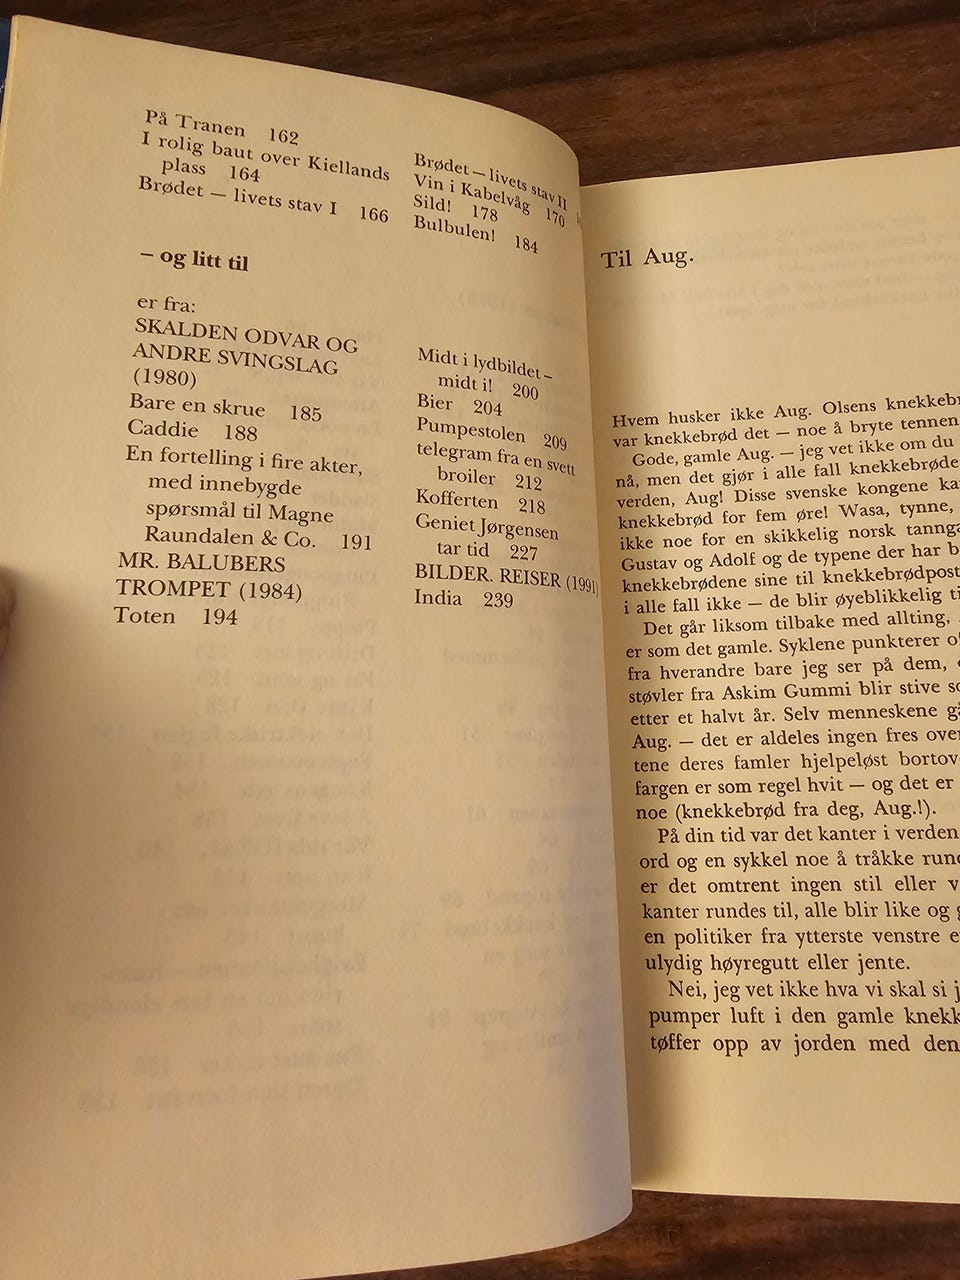 På Tranen 162
I rolig baut over Kiellands
plass 164
Brødet – livets stav I 166
Brødet – livets stav II
Vin i Kabelvåg 170
Sild! 178
Bulbulen! 184
– og litt til
er fra:
SKALDEN ODVAR OG
ANDRE SVINGSLAG
(1980)
Bare en skrue 185
Caddie 188
En fortelling i fire akter,
med innebygde
spørsmål til Magne
Raundalen & Co. 191
MR. BALUBERS
TROMPET (1984)
Toten 194
Midt i lydbildet –
midt i! 200
Bier 204
Pumpestolen 209
telegram fra en svett
broiler 212
Kofferten 218
Geniet Jørgensen
tar tid 227
BILDER. REISER (1991)
India 239
Til Aug.
Hvem husker ikke Aug. Olsens
var knekkebrød det – noe å bryte tennen
Gode, gamle Aug. – jeg vet ikke om du
nå, men det gjør i alle fall
verden, Aug! Disse svenske kongene
knekkebrød for fem øre! Wasa, tynne,
ikke noe for en skikkelig norsk
Gustav og Adolf og de typene der har
knekkebrødene sine til
i alle fall ikke – de blir øyeblikkelig
Det går liksom tilbake med allting,
er som det gamle. Syklene punkterer
fra hverandre bare jeg ser på dem,
støvler fra Askim Gummi blir stive
etter et halvt år. Selv menneskene
Aug. – det er aldeles ingen fres over
tene deres famler hjelpeløst
fargen er som regel hvit – og det er
noe (knekkebrød fra deg, Aug.!).
På din tid var det kanter i verden
ord og en sykkel noe å tråkke
er det omtrent ingen stil eller
kanter rundes til, alle blir like og
en politiker fra ytterste venstre
ulydig høyregutt eller jente.
Nei, jeg vet ikke hva vi skal si
pumper luft i den gamle
tøffer opp av jorden med den